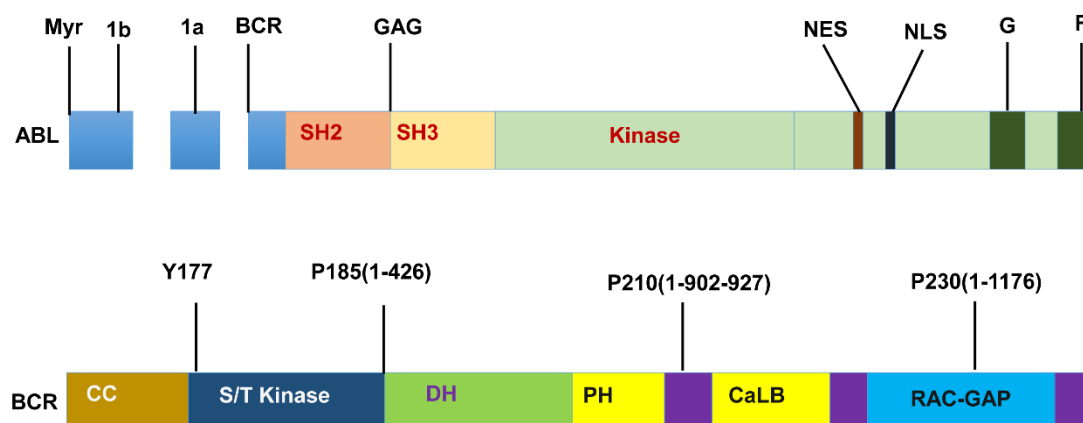 Myr 1b 1a BCR GAG NES NLS G F
ABL SH2 SH3 Kinase
Y177 P185(1-426) P210(1-902-927) P230(1-1176)
BCR CC S/T Kinase DH PH CaLB RAC-GAP